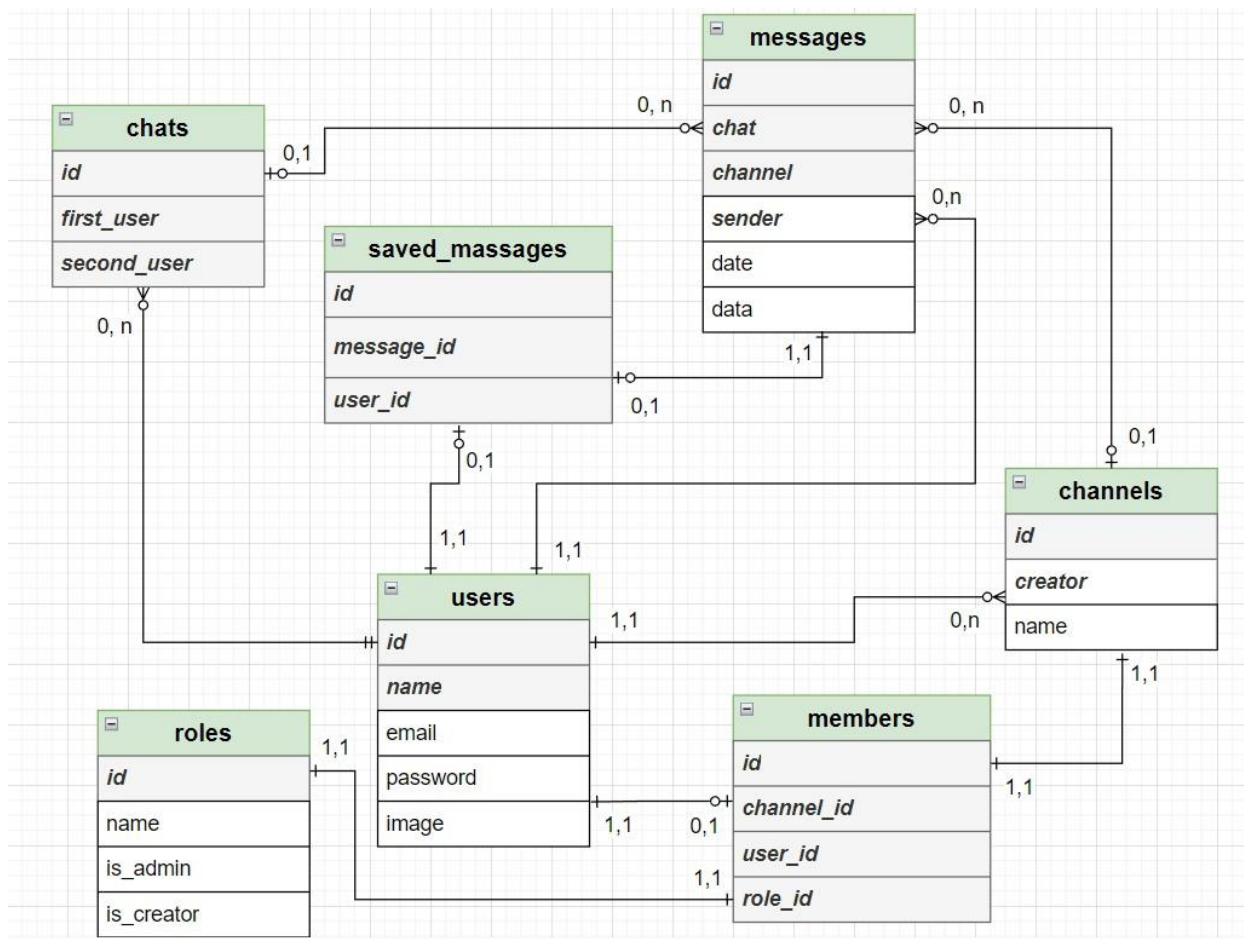 messages
id
chat
channel
sender
date
data
chats
id
first_user
second_user
0, n
0, n
0,1
0,n
saved_massages
id
message_id
user_id
0, n
1,1
0,1
0,1
0,1
channels
id
creator
name
1,1
1,1
users
id
name
email
password
image
1,1
0,n
1,1
roles
id
name
is_admin
is_creator
1,1
members
id
channel_id
user_id
role_id
1,1
1,1
0,1
1,1